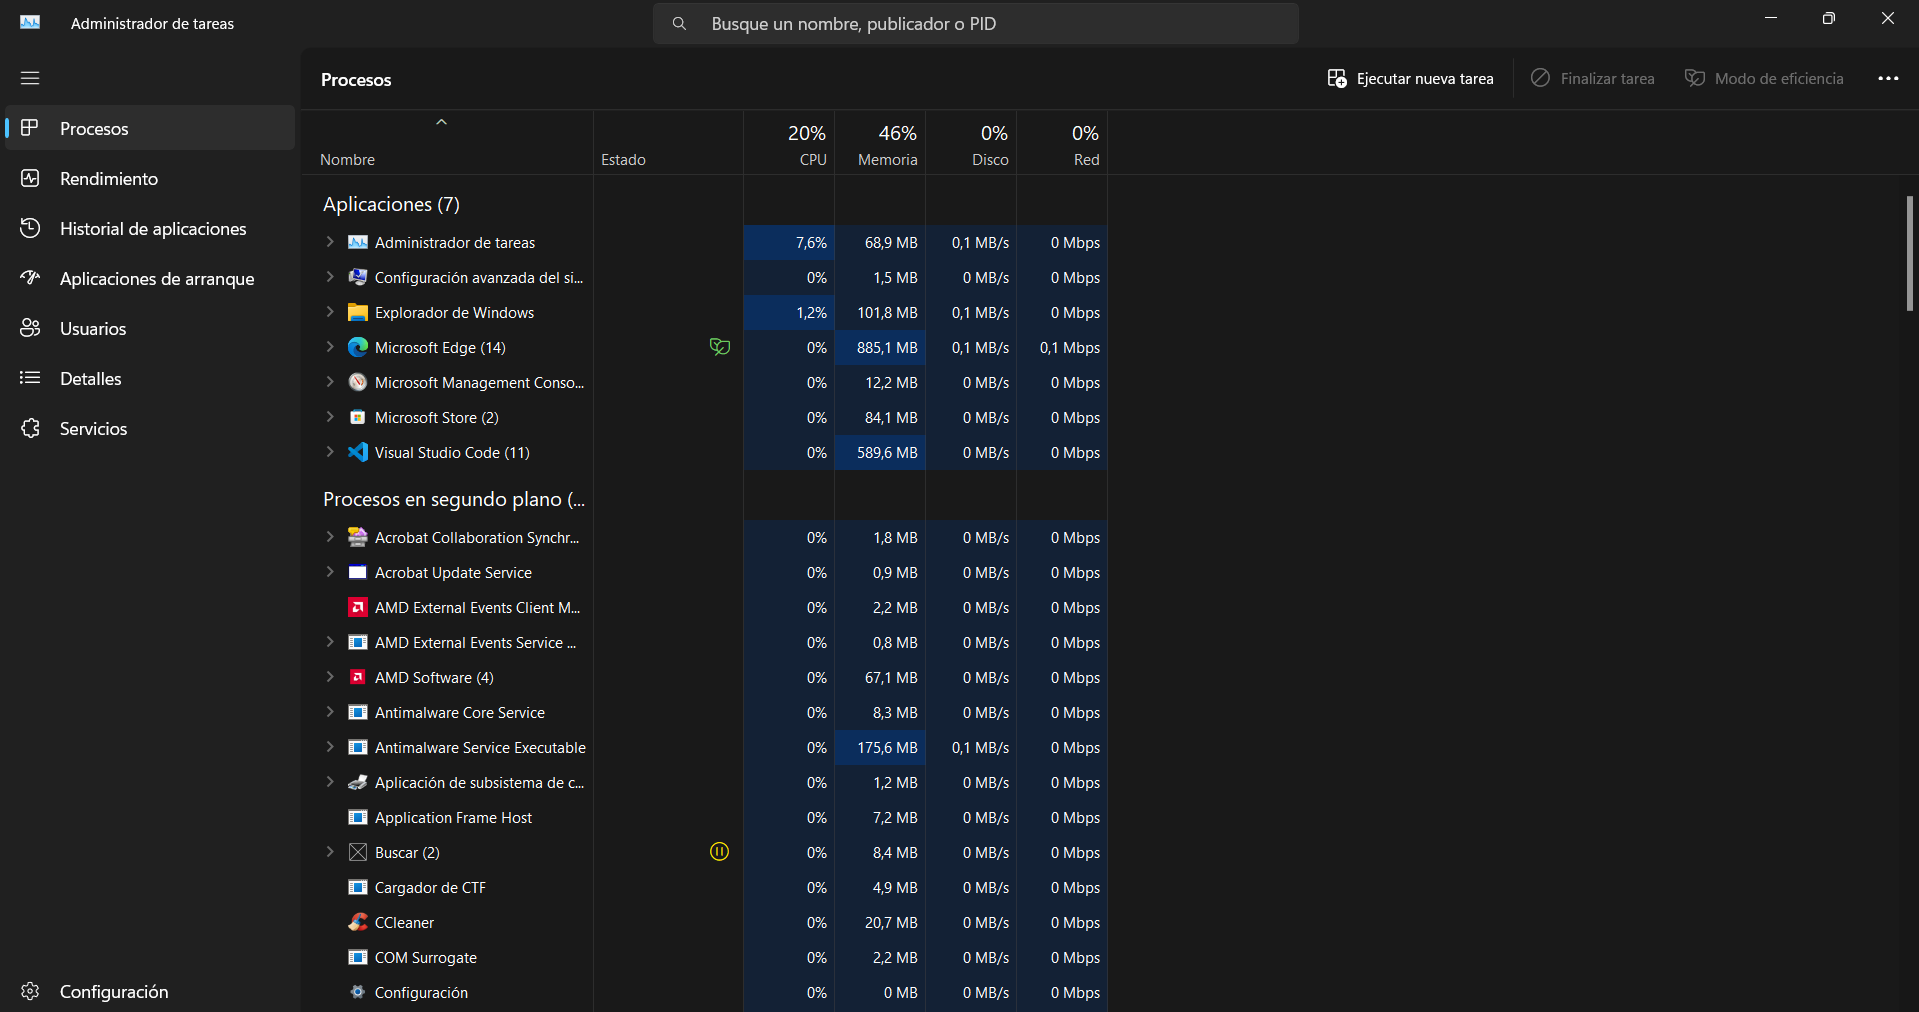 Administrador de tareas
Busque un nombre, publicador o PID
Procesos
Ejecutar nueva tarea
Finalizar tarea
Modo de eficiencia
Procesos
Rendimiento
Historial de aplicaciones
Aplicaciones de arranque
Usuarios
Detalles
Servicios
Configuración
20% 46% 0% 0%
Nombre Estado CPU Memoria Disco Red
Aplicaciones (7)
Administrador de tareas 7,6% 68,9 MB 0,1 MB/s 0 Mbps
Configuración avanzada del si... 0% 1,5 MB 0 MB/s 0 Mbps
Explorador de Windows 1,2% 101,8 MB 0,1 MB/s 0 Mbps
Microsoft Edge (14) 0% 885,1 MB 0,1 MB/s 0,1 Mbps
Microsoft Management Conso... 0% 12,2 MB 0 MB/s 0 Mbps
Microsoft Store (2) 0% 84,1 MB 0 MB/s 0 Mbps
Visual Studio Code (11) 0% 589,6 MB 0 MB/s 0 Mbps
Procesos en segundo plano (...
Acrobat Collaboration Synchr... 0% 1,8 MB 0 MB/s 0 Mbps
Acrobat Update Service 0% 0,9 MB 0 MB/s 0 Mbps
AMD External Events Client M... 0% 2,2 MB 0 MB/s 0 Mbps
AMD External Events Service ... 0% 0,8 MB 0 MB/s 0 Mbps
AMD Software (4) 0% 67,1 MB 0 MB/s 0 Mbps
Antimalware Core Service 0% 8,3 MB 0 MB/s 0 Mbps
Antimalware Service Executable 0% 175,6 MB 0,1 MB/s 0 Mbps
Aplicación de subsistema de c... 0% 1,2 MB 0 MB/s 0 Mbps
Application Frame Host 0% 7,2 MB 0 MB/s 0 Mbps
Buscar (2) 0% 8,4 MB 0 MB/s 0 Mbps
Cargador de CTF 0% 4,9 MB 0 MB/s 0 Mbps
CCleaner 0% 20,7 MB 0 MB/s 0 Mbps
COM Surrogate 0% 2,2 MB 0 MB/s 0 Mbps
Configuración 0% 0 MB 0 MB/s 0 Mbps